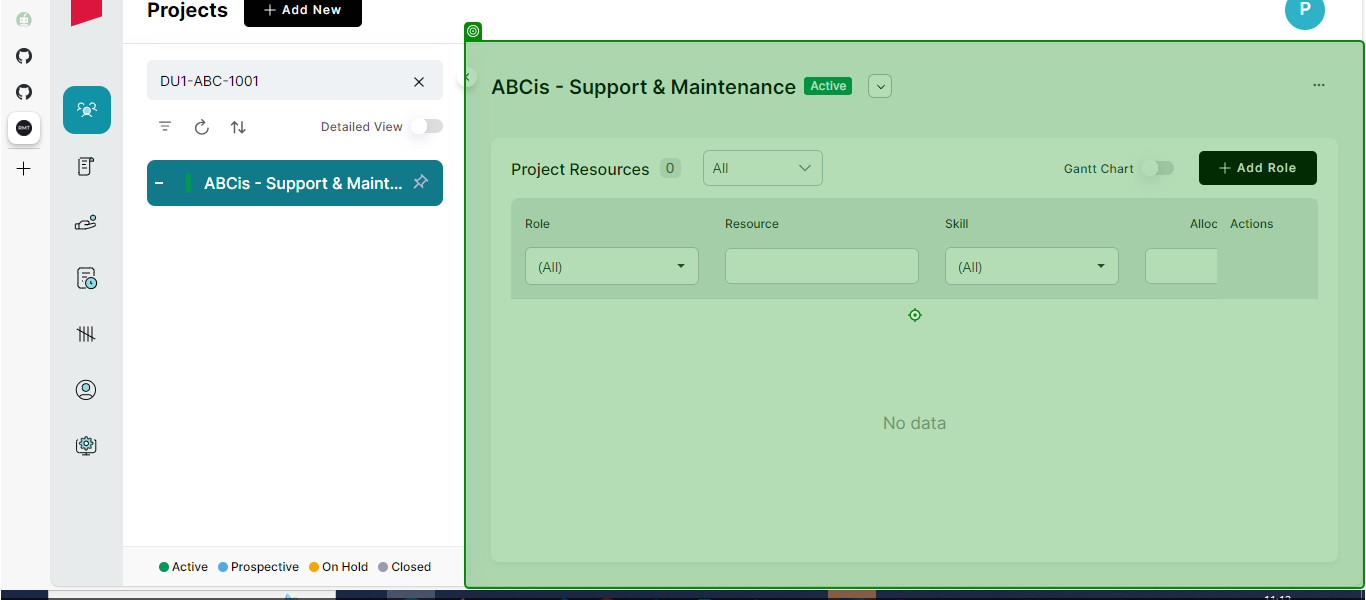 Projects
+ Add New
P
DU1-ABC-1001
Detailed View
ABCis - Support & Maint...
Active Prospective On Hold Closed
RMT
ABCis - Support & Maintenance Active
Project Resources 0 All Gantt Chart + Add Role
Role Resource Skill Alloc Actions
(All) (All)
No data